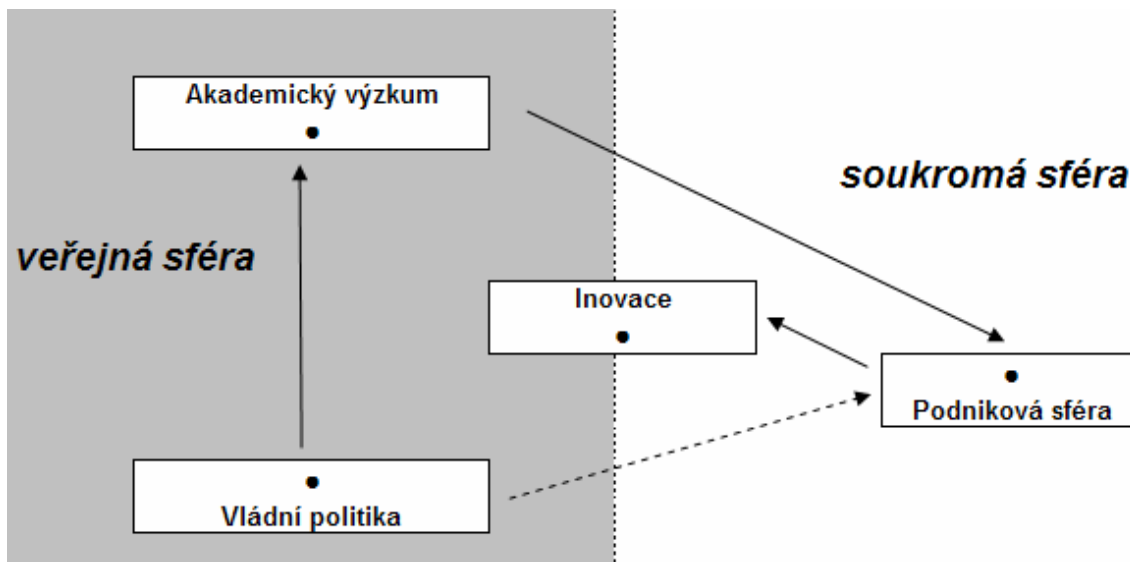 Akademický výzkum
soukromá sféra
veřejná sféra
Inovace
Podniková sféra
Vládní politika